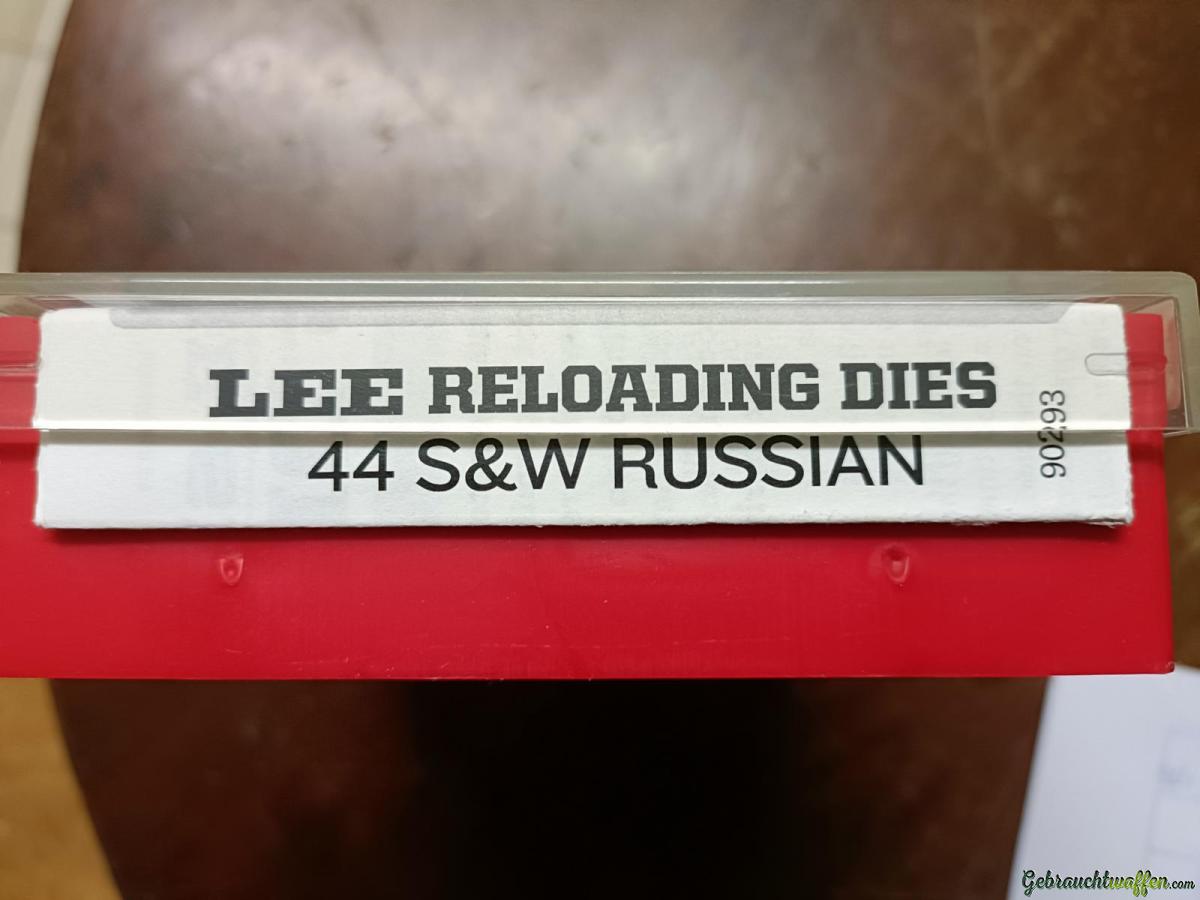 LEE RELOADING DIES
44 S&W RUSSIAN
90293
Gebrauchtwaffen.com